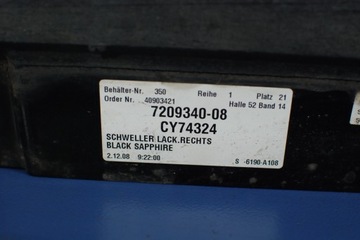 Behälter-Nr. 350 Reihe 1 Platz 21
Order Nr. 40903421 Halle 52 Band 14
7209340-08
CY74324
SCHWELLER LACK.RECHTS
BLACK SAPPHIRE
2.12.08 9:22:00 S -6190-A108